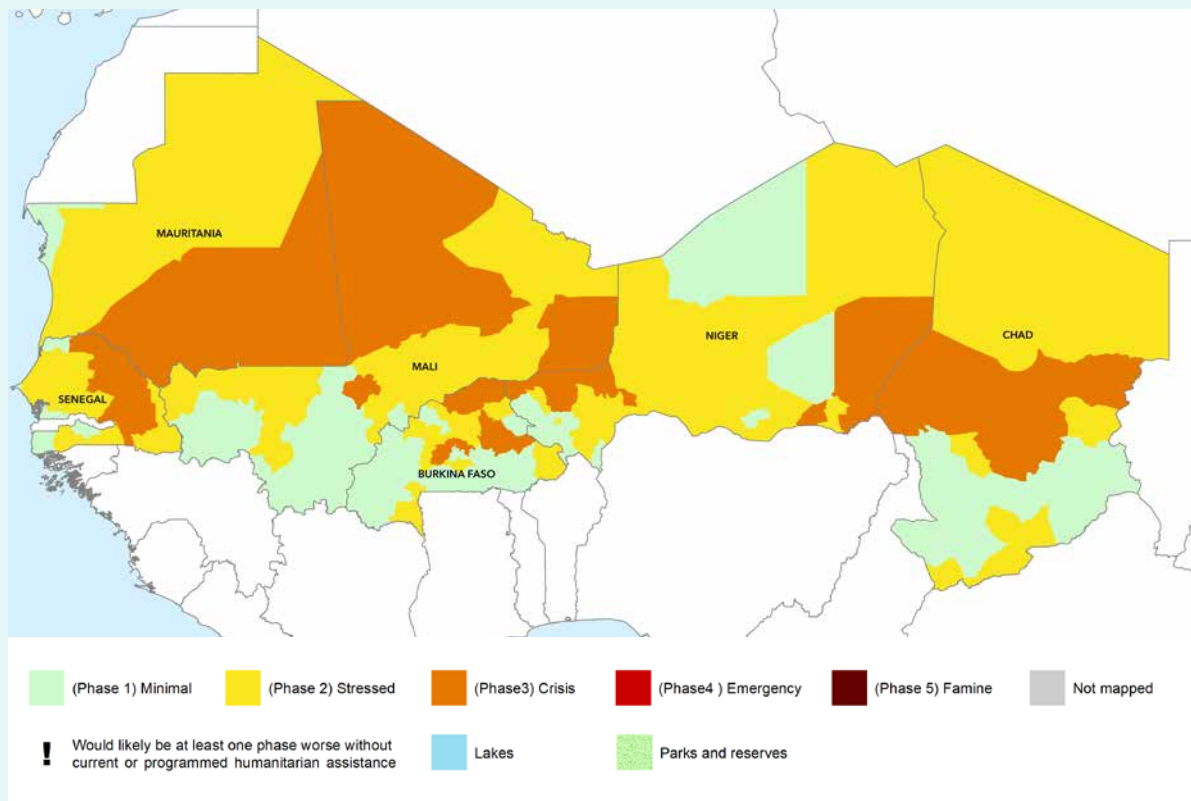 MAURITANIA
NIGER
CHAD
MALI
SENEGAL
BURKINA FASO
(Phase 1) Minimal
(Phase 2) Stressed
(Phase3) Crisis
(Phase4 ) Emergency
(Phase 5) Famine
Not mapped
! Would likely be at least one phase worse without
current or programmed humanitarian assistance
Lakes
Parks and reserves